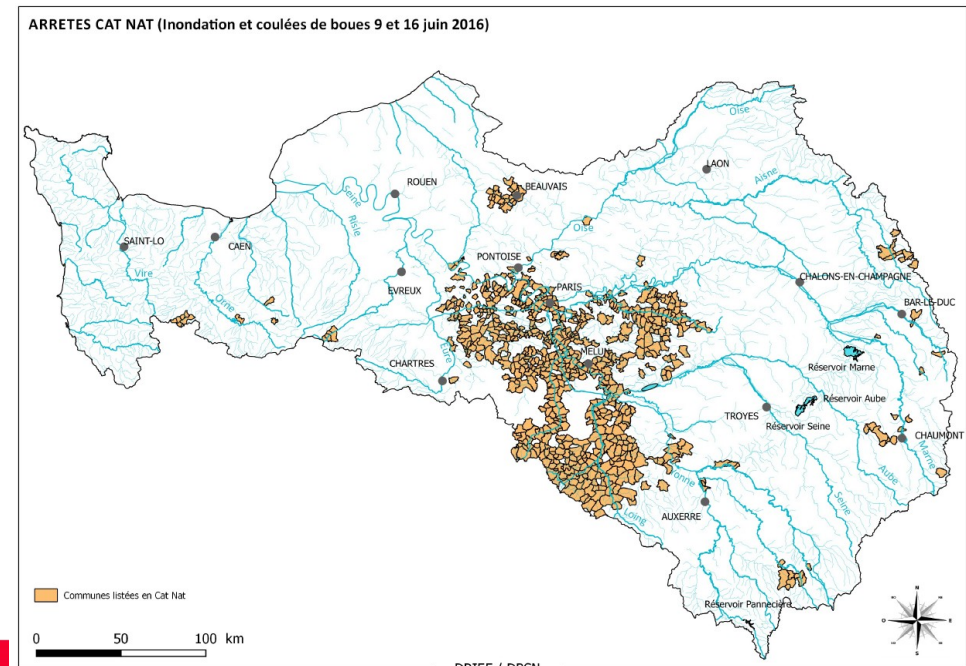 ARRETES CAT NAT (Inondation et coulées de boues 9 et 16 juin 2016)
Oise
LAON
Aisne
BEAUVAIS
ROUEN
Seine
Risle
Oise
SAINT-LO
CAEN
Vire
Orne
PONTOISE
CHALONS-EN-CHAMPAGNE
EVREUX
PARIS
BAR-LE-DUC
Eure
MELUN
CHARTRES
Réservoir Marne
Réservoir Aube
TROYES
Réservoir Seine
CHAUMONT
Marne
Aube
Yonne
Seine
Loing
AUXERRE
Réservoir Pannecière
Communes listées en Cat Nat
0 50 100 km
N
O E
S